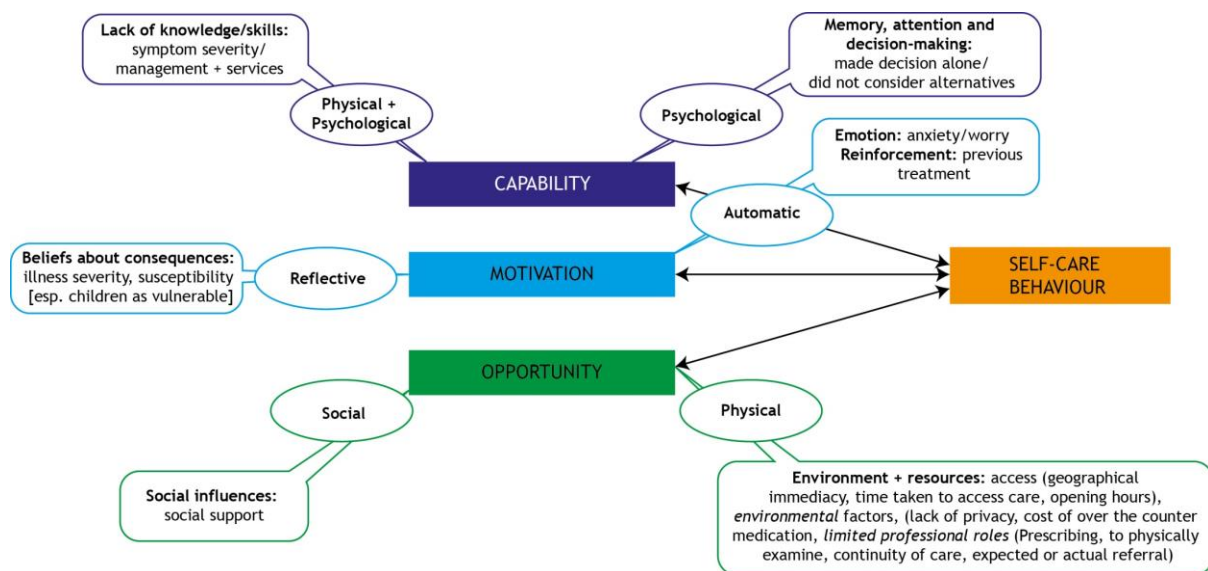 Lack of knowledge/skills:
symptom severity/
management + services
Memory, attention and
decision-making:
made decision alone/
did not consider alternatives
Physical +
Psychological
Psychological
Emotion: anxiety/worry
Reinforcement: previous
treatment
CAPABILITY
Automatic
Beliefs about consequences:
illness severity, susceptibility
[esp. children as vulnerable]
Reflective
MOTIVATION
SELF-CARE
BEHAVIOUR
OPPORTUNITY
Social
Physical
Social influences:
social support
Environment + resources: access (geographical
immediacy, time taken to access care, opening hours),
environmental factors, (lack of privacy, cost of over the counter
medication, limited professional roles (Prescribing, to physically
examine, continuity of care, expected or actual referral)